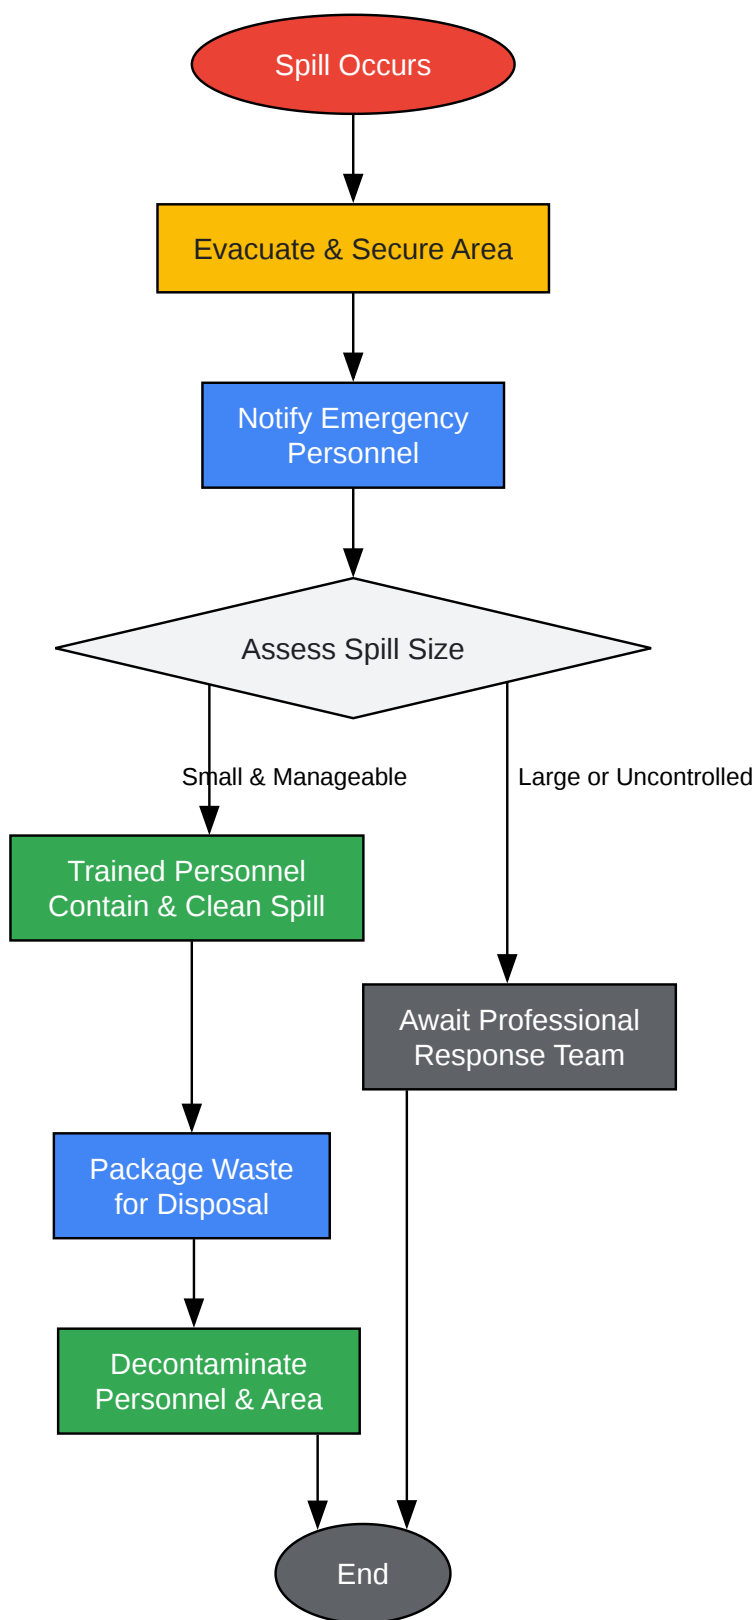 Spill Occurs
Evacuate & Secure Area
Notify Emergency
Personnel
Assess Spill Size
Small & Manageable
Large or Uncontrolled
Trained Personnel
Contain & Clean Spill
Await Professional
Response Team
Package Waste
for Disposal
Decontaminate
Personnel & Area
End